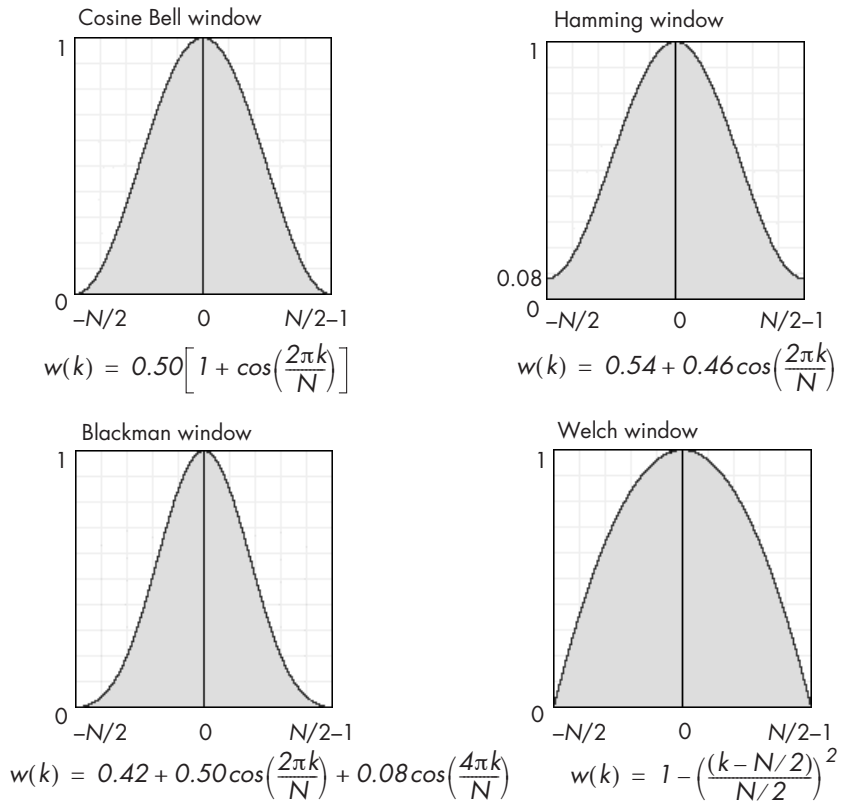 Cosine Bell window
1
0
–N/2 0 N/2–1
w(k) = 0.50[1 + cos(2πk/N)]
Hamming window
1
0.08
0
–N/2 0 N/2–1
w(k) = 0.54 + 0.46cos(2πk/N)
Blackman window
1
0
–N/2 0 N/2–1
w(k) = 0.42 + 0.50cos(2πk/N) + 0.08cos(4πk/N)
Welch window
1
0
–N/2 0 N/2–1
w(k) = 1 – ((k – N/2)/(N/2))²